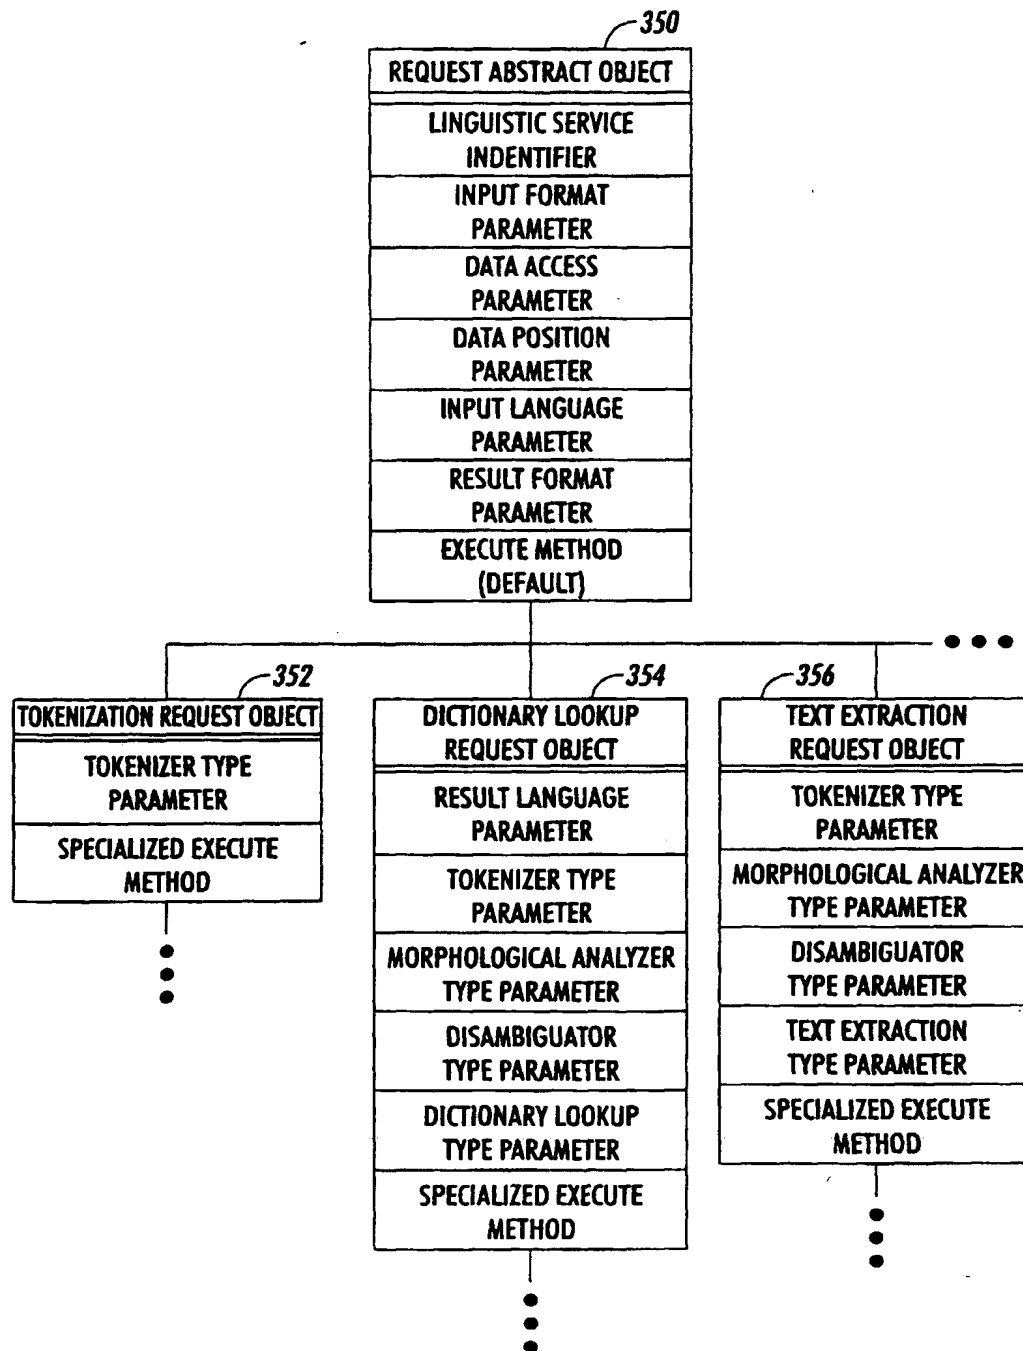 350
REQUEST ABSTRACT OBJECT
LINGUISTIC SERVICE
INDENTIFIER
INPUT FORMAT
PARAMETER
DATA ACCESS
PARAMETER
DATA POSITION
PARAMETER
INPUT LANGUAGE
PARAMETER
RESULT FORMAT
PARAMETER
EXECUTE METHOD
(DEFAULT)
352
TOKENIZATION REQUEST OBJECT
TOKENIZER TYPE
PARAMETER
SPECIALIZED EXECUTE
METHOD
354
DICTIONARY LOOKUP
REQUEST OBJECT
RESULT LANGUAGE
PARAMETER
TOKENIZER TYPE
PARAMETER
MORPHOLOGICAL ANALYZER
TYPE PARAMETER
DISAMBIGUATOR
TYPE PARAMETER
DICTIONARY LOOKUP
TYPE PARAMETER
SPECIALIZED EXECUTE
METHOD
356
TEXT EXTRACTION
REQUEST OBJECT
TOKENIZER TYPE
PARAMETER
MORPHOLOGICAL ANALYZER
TYPE PARAMETER
DISAMBIGUATOR
TYPE PARAMETER
TEXT EXTRACTION
TYPE PARAMETER
SPECIALIZED EXECUTE
METHOD